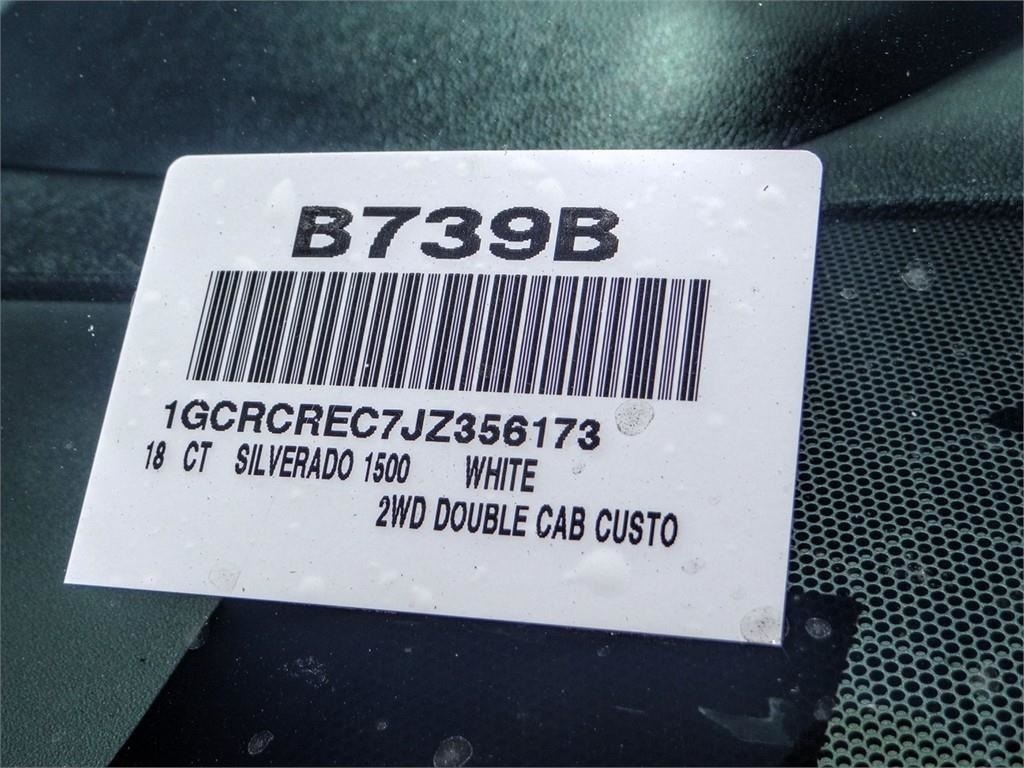 B739B
1GCRCREC7JZ356173
18 CT SILVERADO 1500 WHITE
2WD DOUBLE CAB CUSTO